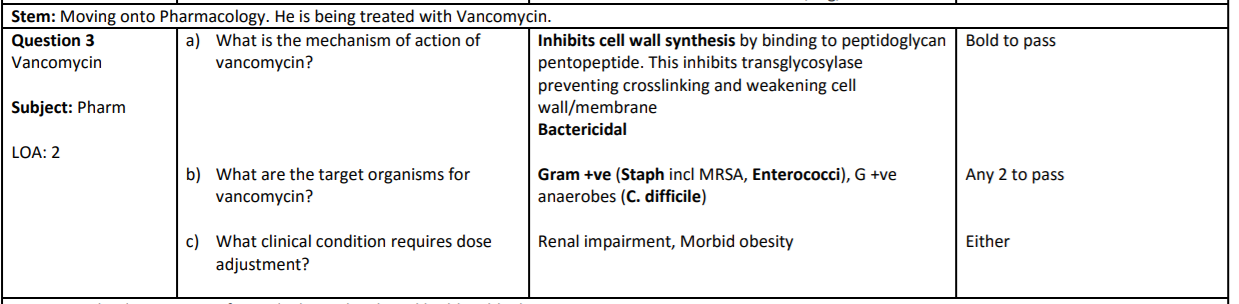 Stem: Moving onto Pharmacology. He is being treated with Vancomycin.
Question 3
Vancomycin
Subject: Pharm
LOA: 2
a) What is the mechanism of action of
vancomycin?
Inhibits cell wall synthesis by binding to peptidoglycan
pentopeptide. This inhibits transglycosylase
preventing crosslinking and weakening cell
wall/membrane
Bactericidal
Bold to pass
b) What are the target organisms for
vancomycin?
Gram +ve (Staph incl MRSA, Enterococci), G +ve
anaerobes (C. difficile)
Any 2 to pass
c) What clinical condition requires dose
adjustment?
Renal impairment, Morbid obesity
Either